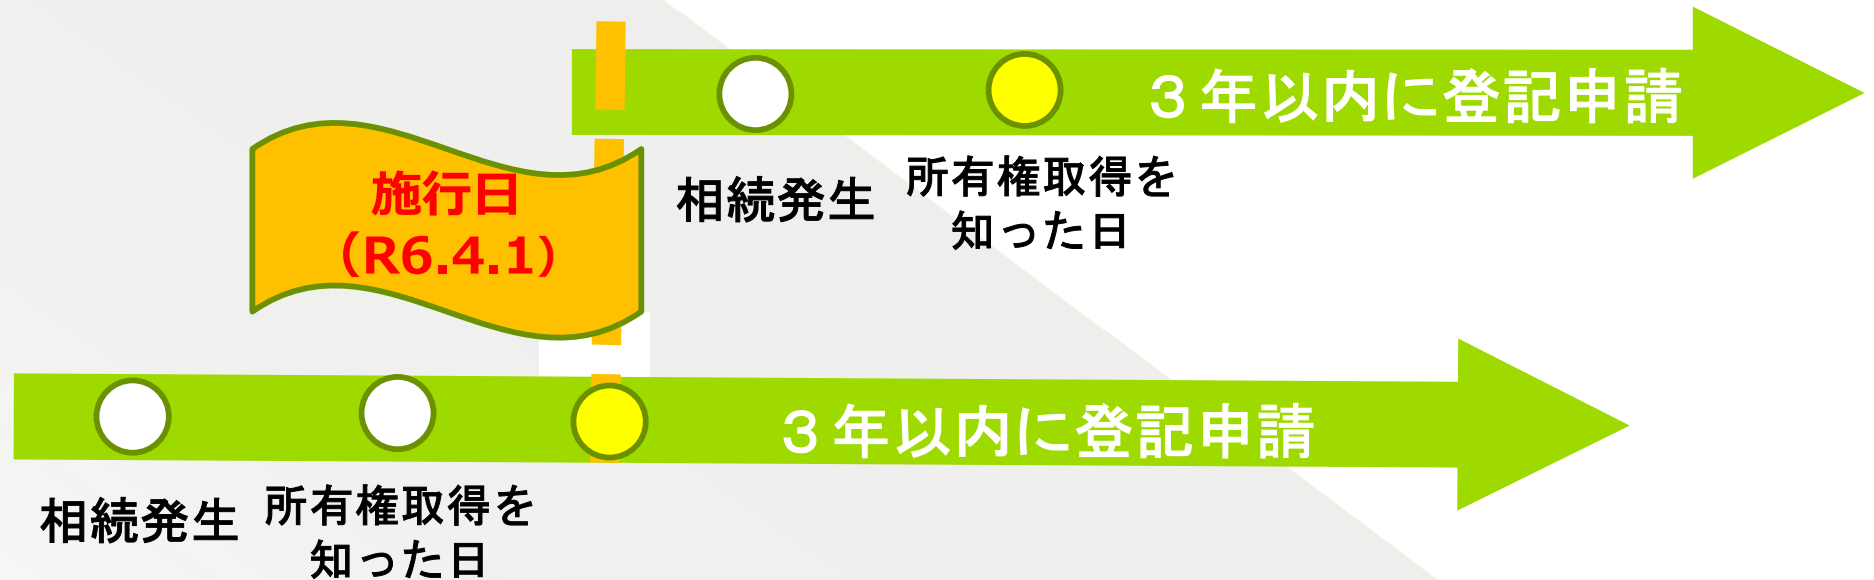 ３年以内に登記申請
相続発生
所有権取得を
知った日
施行日
（R6.4.1）
３年以内に登記申請
相続発生
所有権取得を
知った日